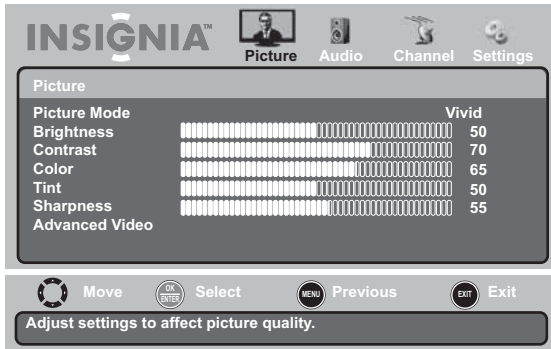 INSIGNIA™
Picture Audio Channel Settings
Picture
Picture Mode Vivid
Brightness 50
Contrast 70
Color 65
Tint 50
Sharpness 55
Advanced Video
Move OK ENTER Select MENU Previous EXIT Exit
Adjust settings to affect picture quality.